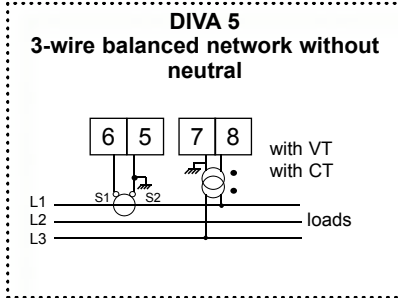 DIVA 5
3-wire balanced network without
neutral
6 5 7 8
with VT
with CT
S1 S2
L1
L2
loads
L3